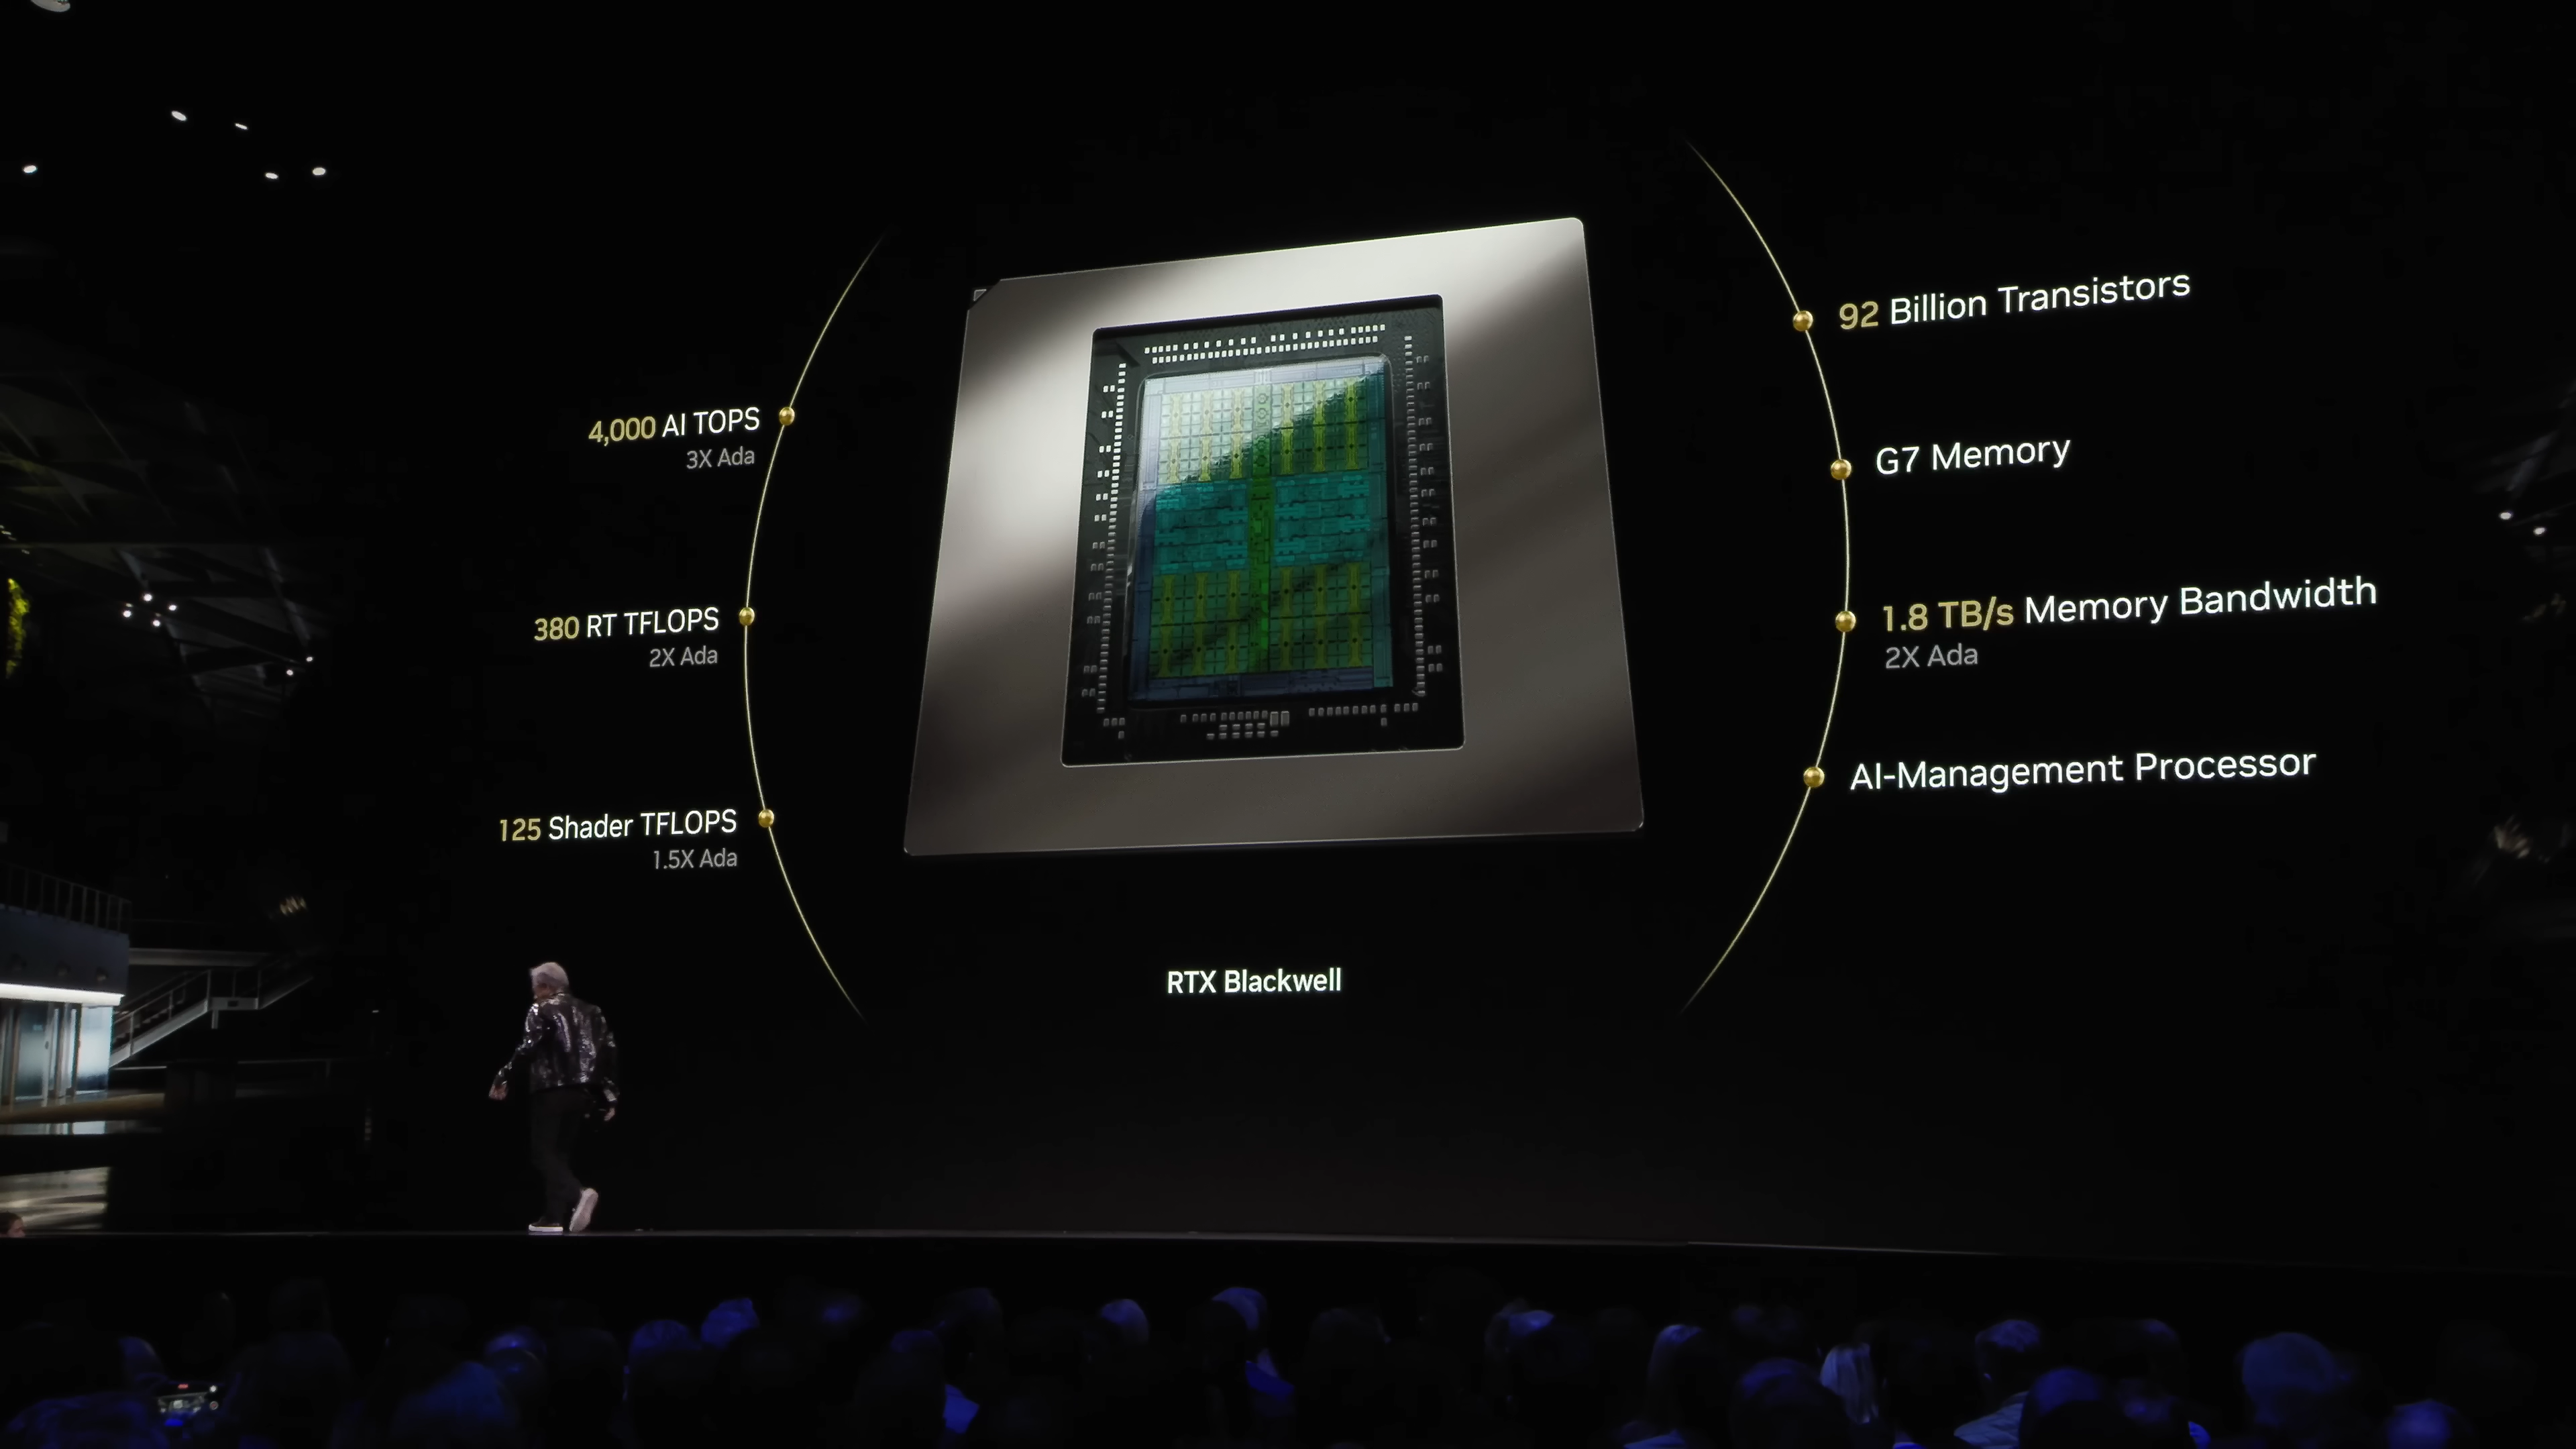 4,000 AI TOPS
3X Ada
380 RT TFLOPS
2X Ada
125 Shader TFLOPS
1.5X Ada
92 Billion Transistors
G7 Memory
1.8 TB/s Memory Bandwidth
2X Ada
AI-Management Processor
RTX Blackwell